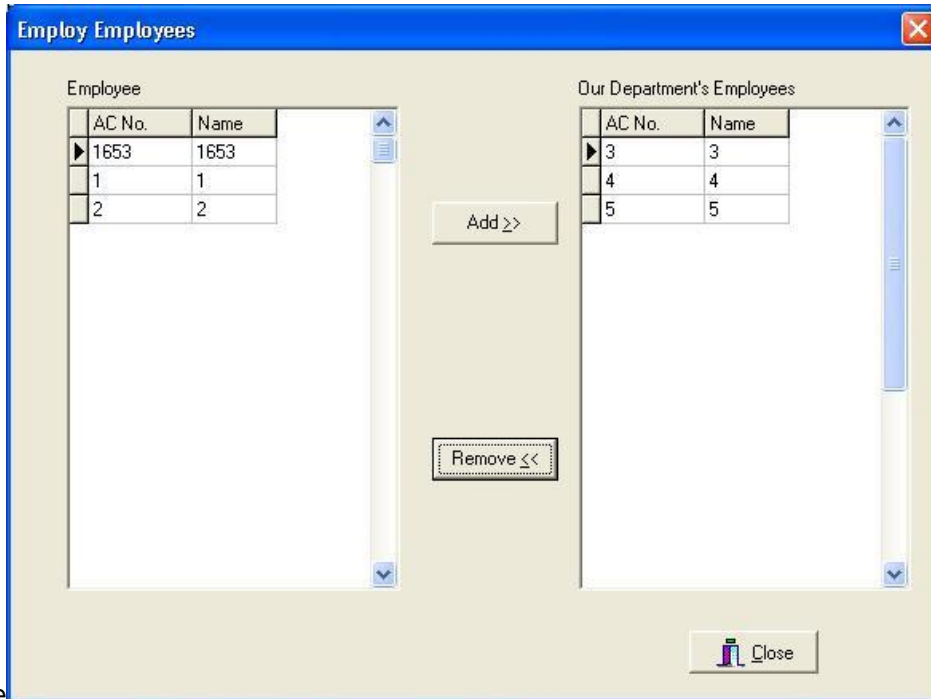 Employ Employees
Employee
AC No. Name
1653 1653
1 1
2 2
Add >>
Remove <<
Our Department's Employees
AC No. Name
3 3
4 4
5 5
Close
e